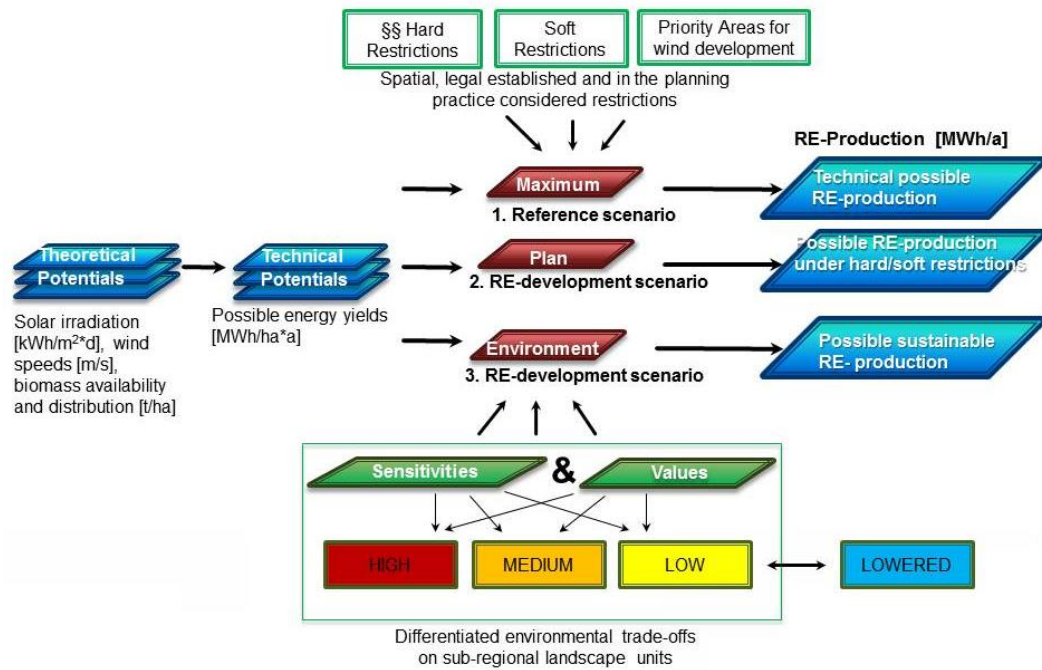 §§ Hard
Restrictions
Soft
Restrictions
Priority Areas for
wind development
Spatial, legal established and in the planning
practice considered restrictions
RE-Production [MWh/a]
Maximum
1. Reference scenario
Technical possible
RE-production
Theoretical
Potentials
Technical
Potentials
Plan
2. RE-development scenario
Possible RE-production
under hard/soft restrictions
Solar irradiation
[kWh/m²*d], wind
speeds [m/s],
biomass availability
and distribution [t/ha]
Possible energy yields
[MWh/ha*a]
Environment
3. RE-development scenario
Possible sustainable
RE- production
Sensitivities
&
Values
HIGH
MEDIUM
LOW
LOWERED
Differentiated environmental trade-offs
on sub-regional landscape units